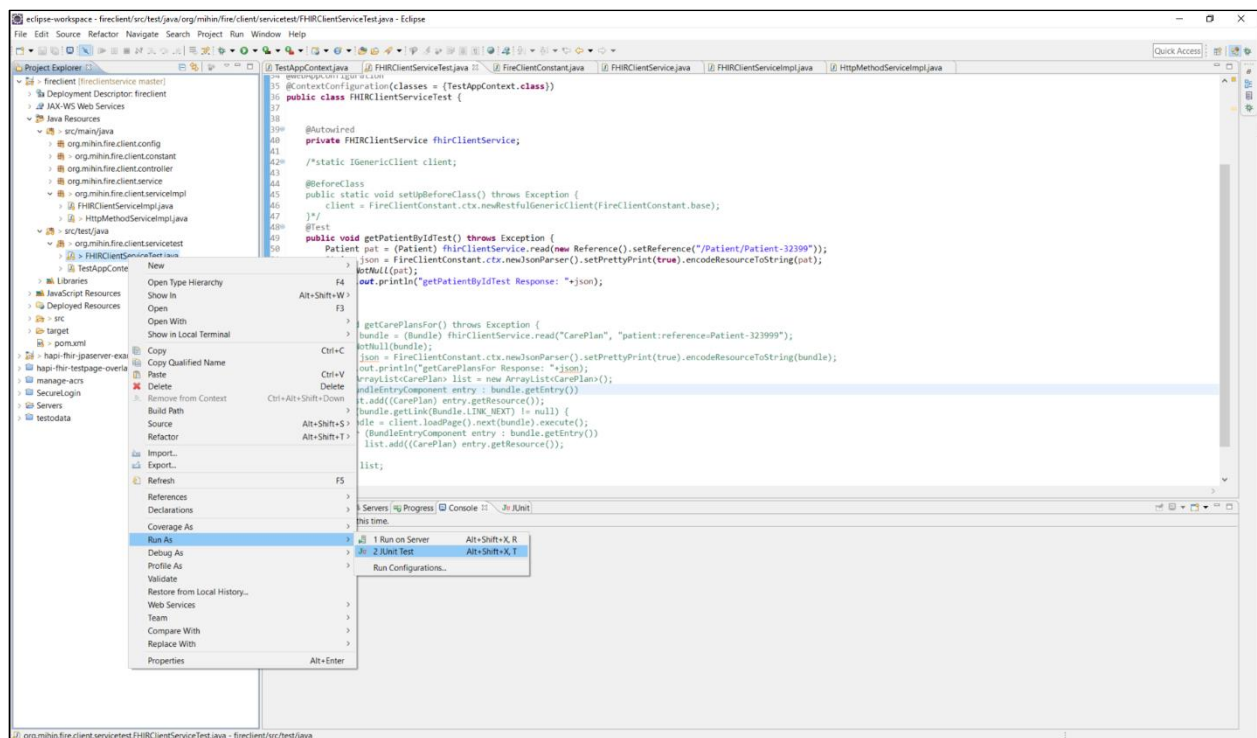 eclipse-workspace - fireclient/src/test/java/org/mihin/fire/client/servicetest/FHIRClientServiceTest.java - Eclipse
File Edit Source Refactor Navigate Search Project Run Window Help
Quick Access
Project Explorer
TestAppContext.java FHIRClientServiceTest.java FireClientConstant.java FHIRClientService.java FHIRClientServiceImpl.java HttpMethodServiceImpl.java
> fireclient [fireclientservice master]
Deployment Descriptor: fireclient
JAX-WS Web Services
Java Resources
> src/main/java
org.mihin.fire.client.config
> org.mihin.fire.client.constant
org.mihin.fire.client.controller
org.mihin.fire.client.service
> org.mihin.fire.client.serviceImpl
FHIRClientServiceImpl.java
> HttpMethodServiceImpl.java
> src/test/java
> org.mihin.fire.client.servicetest
> FHIRClientServiceTest.java
TestAppConte
Libraries
JavaScript Resources
Deployed Resources
> src
target
> pom.xml
> hapi-fhir-jpaserver-exa
hapi-fhir-testpage-overla
manage-acrs
SecureLogin
Servers
testodata
34 @WebAppConfiguration
35 @ContextConfiguration(classes = {TestAppContext.class})
36 public class FHIRClientServiceTest {
37
38
39 @Autowired
40 private FHIRClientService fhirClientService;
41
42 /*static IGenericClient client;
43
44 @BeforeClass
45 public static void setUpBeforeClass() throws Exception {
46 client = FireClientConstant.ctx.newRestfulGenericClient(FireClientConstant.base);
47 }*/
48 @Test
49 public void getPatientByIdTest() throws Exception {
50 Patient pat = (Patient) fhirClientService.read(new Reference().setReference("/Patient/Patient-32399"));
json = FireClientConstant.ctx.newJsonParser().setPrettyPrint(true).encodeResourceToString(pat);
NotNull(pat);
out.println("getPatientByIdTest Response: "+json);
getCarePlansFor() throws Exception {
bundle = (Bundle) fhirClientService.read("CarePlan", "patient:reference=Patient-323999");
NotNull(bundle);
json = FireClientConstant.ctx.newJsonParser().setPrettyPrint(true).encodeResourceToString(bundle);
out.println("getCarePlansFor Response: "+json);
ArrayList<CarePlan> list = new ArrayList<CarePlan>();
undleEntryComponent entry : bundle.getEntry())
t.add((CarePlan) entry.getResource());
(bundle.getLink(Bundle.LINK_NEXT) != null) {
dle = client.loadPage().next(bundle).execute();
(BundleEntryComponent entry : bundle.getEntry())
list.add((CarePlan) entry.getResource());
list;
New
Open Type Hierarchy F4
Show In Alt+Shift+W
Open F3
Open With
Show in Local Terminal
Copy Ctrl+C
Copy Qualified Name
Paste Ctrl+V
Delete Delete
Remove from Context Ctrl+Alt+Shift+Down
Build Path
Source Alt+Shift+S
Refactor Alt+Shift+T
Import...
Export...
Refresh F5
References
Declarations
Coverage As
Run As
Debug As
Profile As
Validate
Restore from Local History...
Web Services
Team
Compare With
Replace With
Properties Alt+Enter
Servers Progress Console JUnit
this time.
1 Run on Server Alt+Shift+X, R
2 JUnit Test Alt+Shift+X, T
Run Configurations...
org.mihin.fire.client.servicetest.FHIRClientServiceTest.java - fireclient/src/test/java